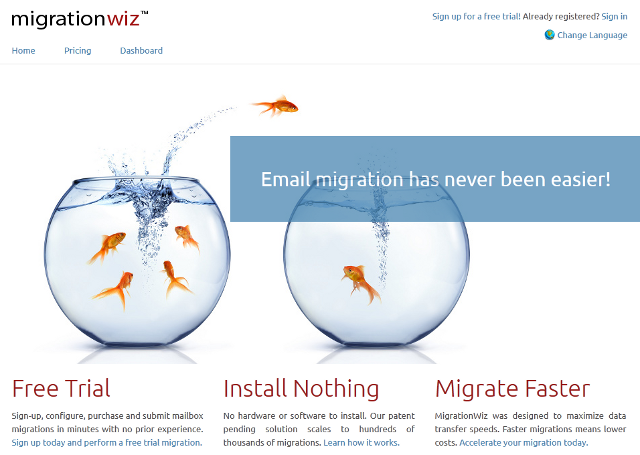 migrationwiz™
Sign up for a free trial! Already registered? Sign in
Change Language
Home Pricing Dashboard
Email migration has never been easier!
Free Trial
Sign-up, configure, purchase and submit mailbox
migrations in minutes with no prior experience.
Sign up today and perform a free trial migration.
Install Nothing
No hardware or software to install. Our patent
pending solution scales to hundreds of
thousands of migrations. Learn how it works.
Migrate Faster
MigrationWiz was designed to maximize data
transfer speeds. Faster migrations means lower
costs. Accelerate your migration today.